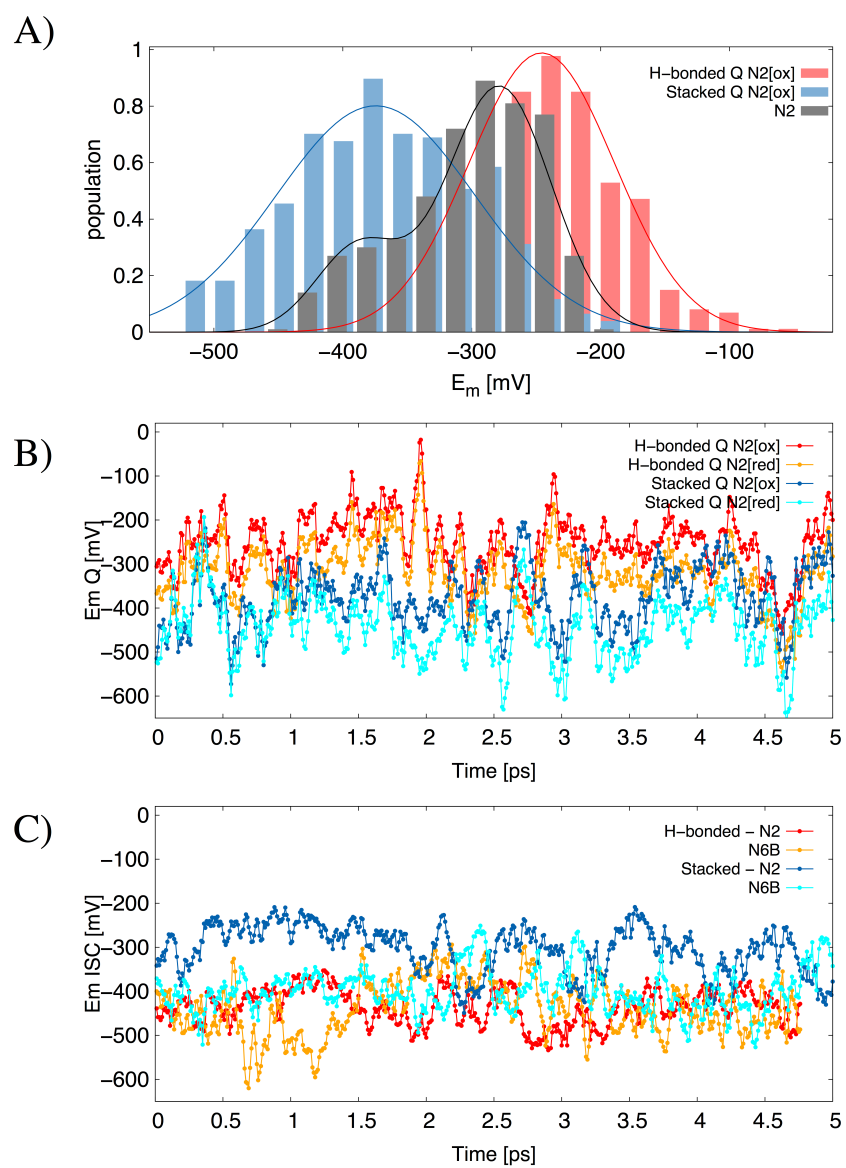 A)
1
0.8
0.6
0.4
0.2
0
population
H−bonded Q N2[ox]
Stacked Q N2[ox]
N2
−500 −400 −300 −200 −100
Em [mV]
B)
0
−100
−200
−300
−400
−500
−600
Em Q [mV]
H−bonded Q N2[ox]
H−bonded Q N2[red]
Stacked Q N2[ox]
Stacked Q N2[red]
0 0.5 1 1.5 2 2.5 3 3.5 4 4.5 5
Time [ps]
C)
0
−100
−200
−300
−400
−500
−600
Em ISC [mV]
H−bonded − N2
N6B
Stacked − N2
N6B
0 0.5 1 1.5 2 2.5 3 3.5 4 4.5 5
Time [ps]